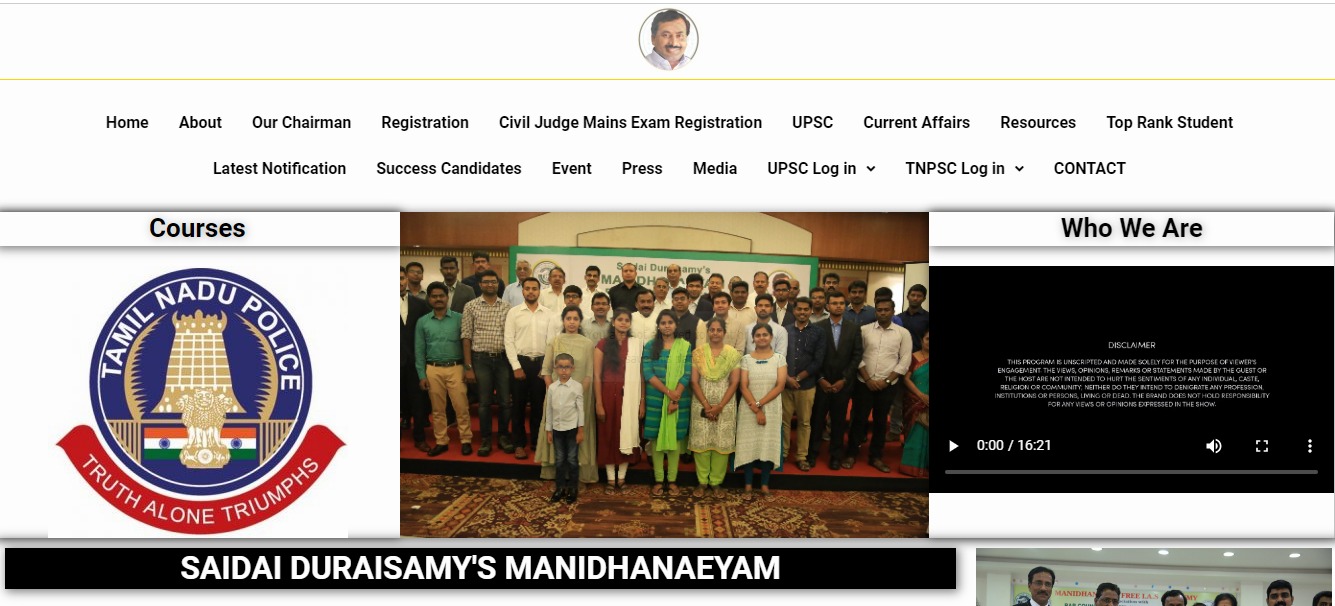 Home About Our Chairman Registration Civil Judge Mains Exam Registration UPSC Current Affairs Resources Top Rank Student
Latest Notification Success Candidates Event Press Media UPSC Log in TNPSC Log in CONTACT
Courses
TAMIL NADU POLICE
TRUTH ALONE TRIUMPHS
Saidai Duraisamy's
Who We Are
DISCLAIMER
THIS PROGRAM IS UNSCRIPTED AND MADE SOLELY FOR THE PURPOSE OF VIEWER'S
ENGAGEMENT. THE VIEWS, OPINIONS, REMARKS OR STATEMENTS MADE BY THE GUEST OR
THE HOST ARE NOT INTENDED TO HURT THE SENTIMENTS OF ANY INDIVIDUAL, CASTE,
RELIGION OR COMMUNITY, NEITHER DO THEY INTEND TO DENIGRATE ANY PROFESSION,
INSTITUTIONS OR PERSONS, LIVING OR DEAD. THE BRAND DOES NOT HOLD RESPONSIBILITY
FOR ANY VIEWS OR OPINIONS EXPRESSED IN THE SHOW.
0:00 / 16:21
SAIDAI DURAISAMY'S MANIDHANAEYAM
FREE I.A.S